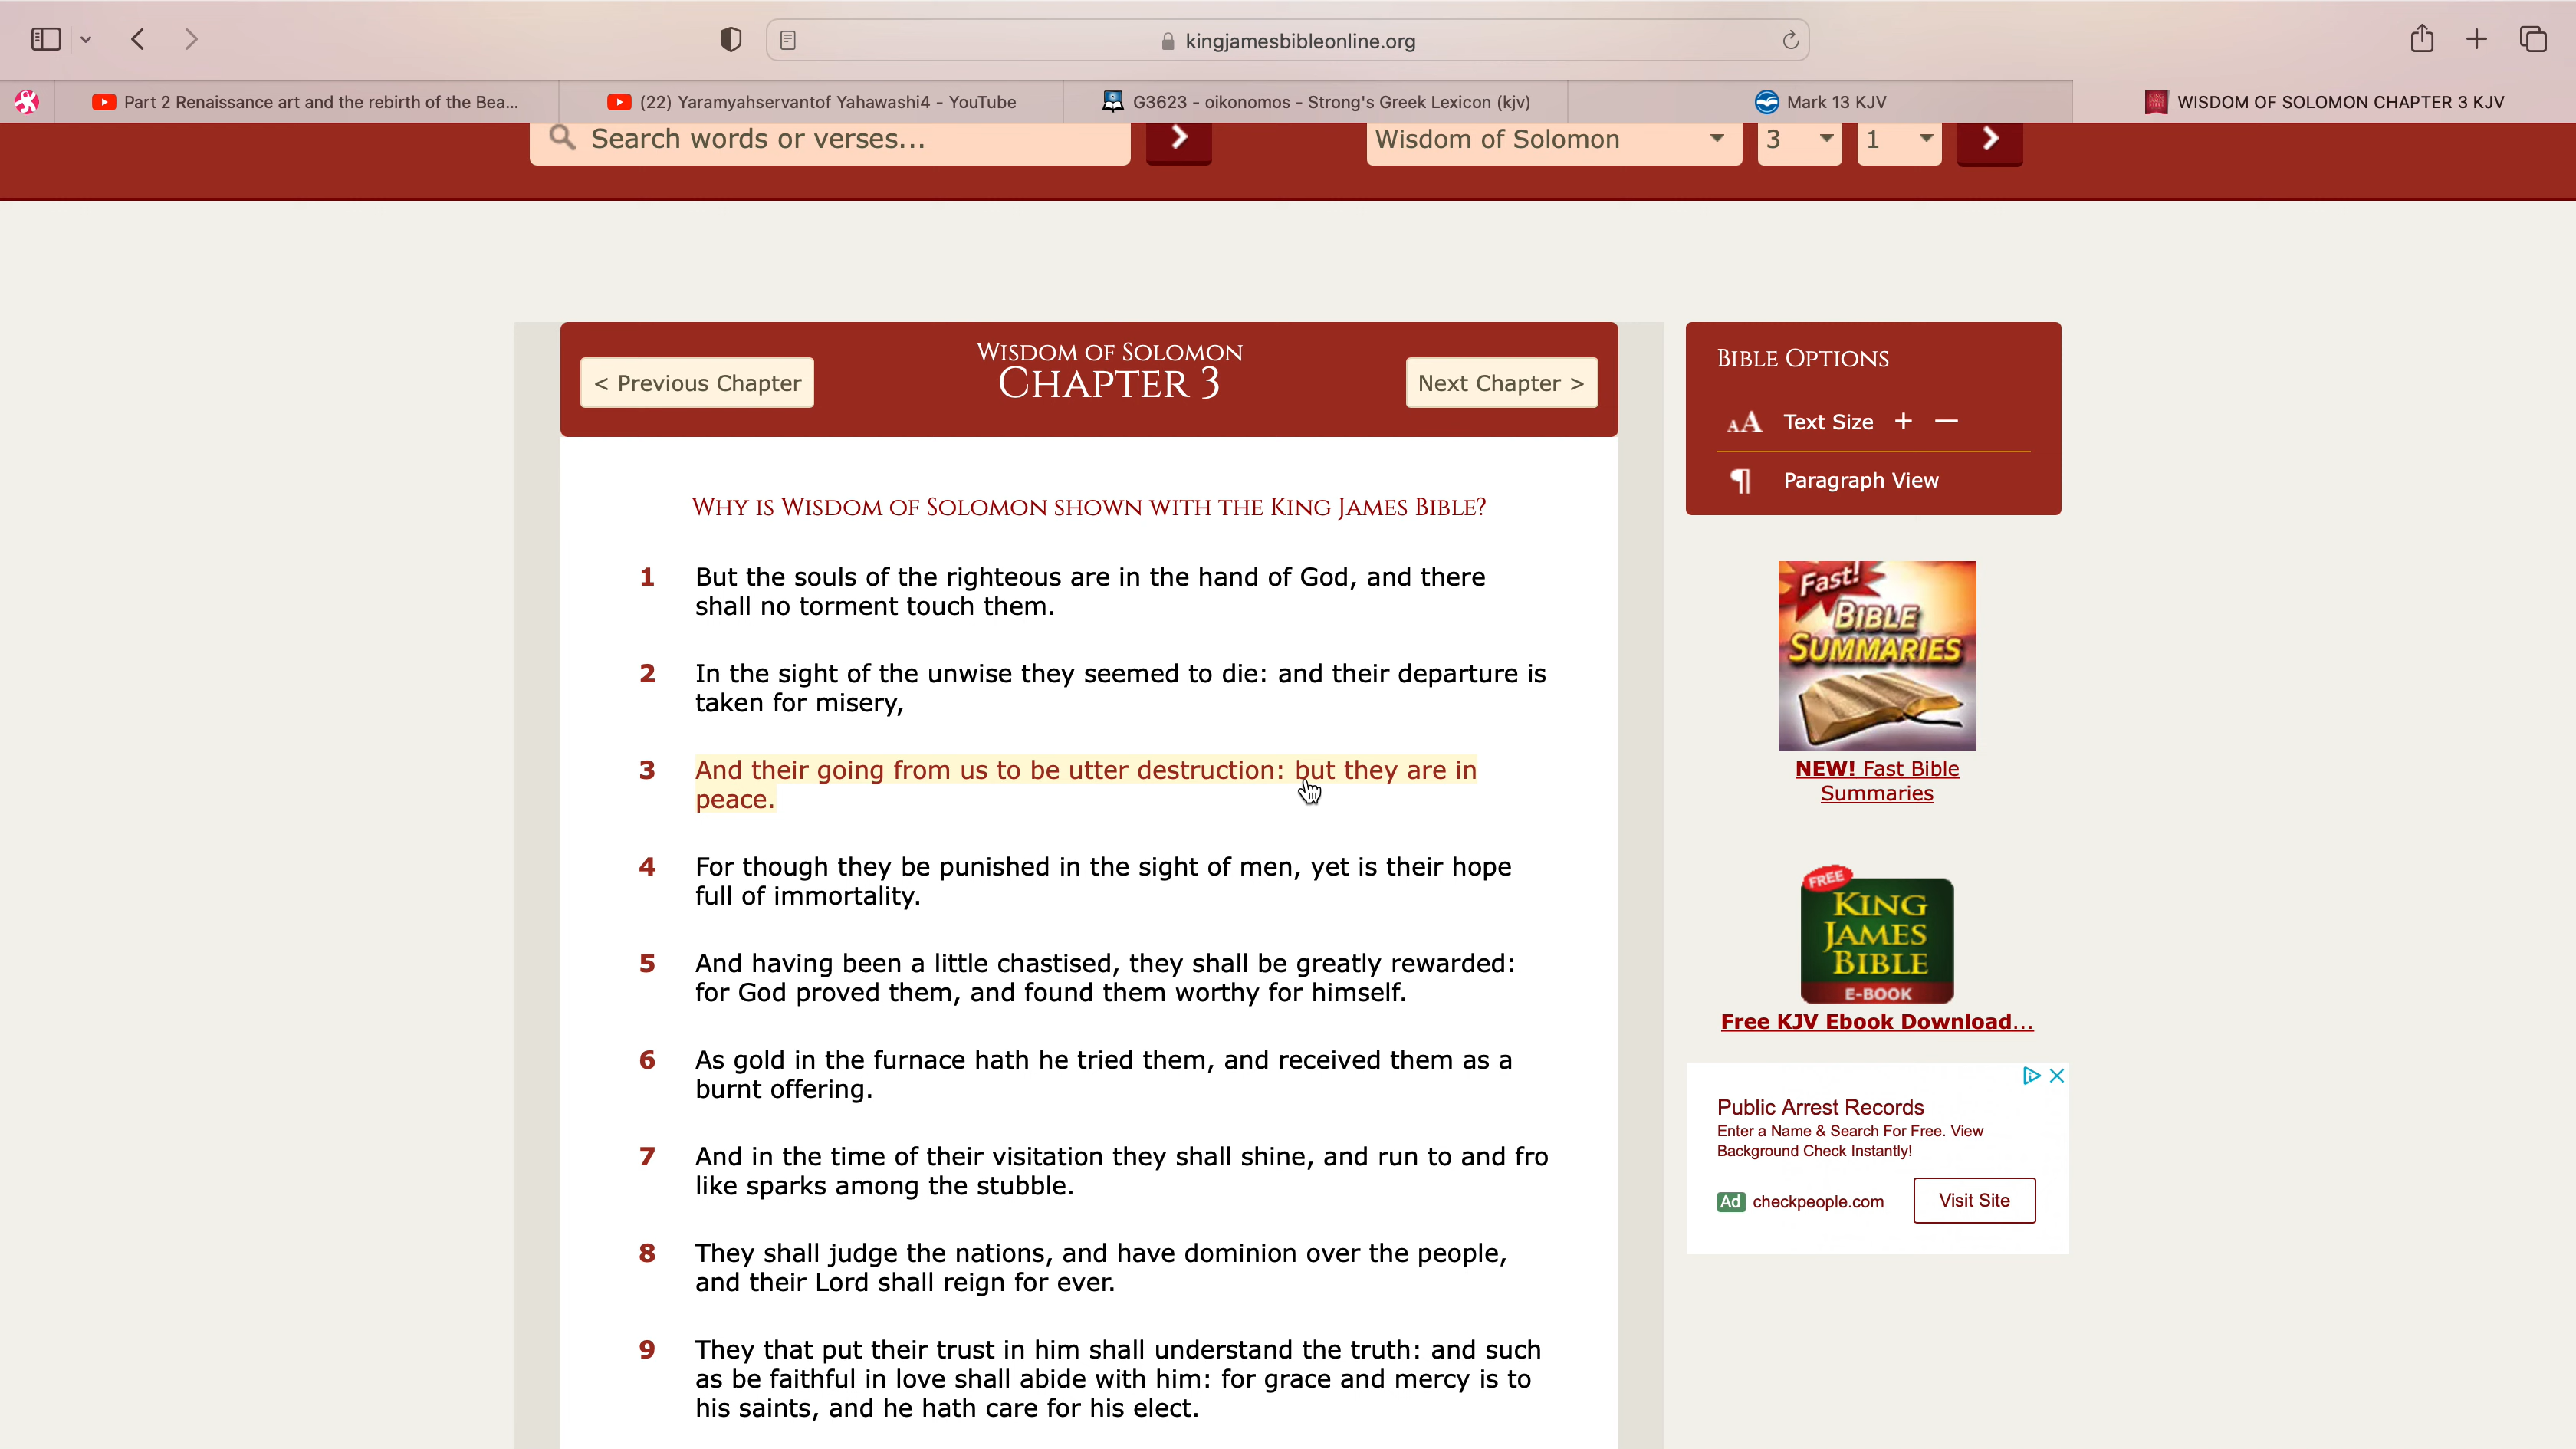 kingjamesbibleonline.org
Part 2 Renaissance art and the rebirth of the Bea...
(22) Yaramyahservantof Yahawashi4 - YouTube
G3623 - oikonomos - Strong's Greek Lexicon (kjv)
Mark 13 KJV
WISDOM OF SOLOMON CHAPTER 3 KJV
Search words or verses...
Wisdom of Solomon
3
1
< Previous Chapter
Wisdom of Solomon
Chapter 3
Next Chapter >
Why is Wisdom of Solomon shown with the King James Bible?
1 But the souls of the righteous are in the hand of God, and there
shall no torment touch them.
2 In the sight of the unwise they seemed to die: and their departure is
taken for misery,
3 And their going from us to be utter destruction: but they are in
peace.
4 For though they be punished in the sight of men, yet is their hope
full of immortality.
5 And having been a little chastised, they shall be greatly rewarded:
for God proved them, and found them worthy for himself.
6 As gold in the furnace hath he tried them, and received them as a
burnt offering.
7 And in the time of their visitation they shall shine, and run to and fro
like sparks among the stubble.
8 They shall judge the nations, and have dominion over the people,
and their Lord shall reign for ever.
9 They that put their trust in him shall understand the truth: and such
as be faithful in love shall abide with him: for grace and mercy is to
his saints, and he hath care for his elect.
Bible Options
AA Text Size + —
¶ Paragraph View
Fast!
BIBLE
SUMMARIES
NEW! Fast Bible
Summaries
FREE
KING
JAMES
BIBLE
E-BOOK
Free KJV Ebook Download...
Public Arrest Records
Enter a Name & Search For Free. View
Background Check Instantly!
Ad checkpeople.com
Visit Site